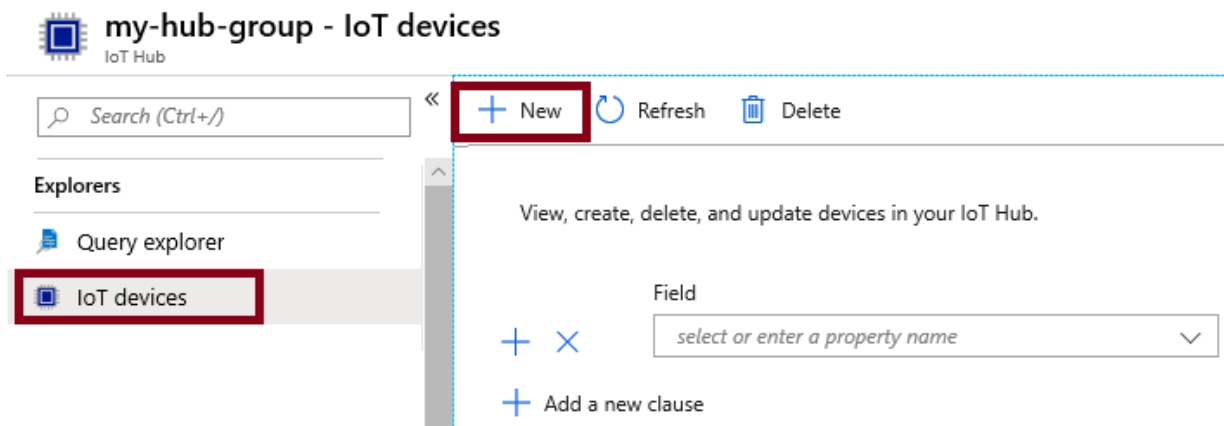 my-hub-group - IoT devices
IoT Hub
Search (Ctrl+/)
«
New
Refresh
Delete
Explorers
Query explorer
IoT devices
View, create, delete, and update devices in your IoT Hub.
Field
select or enter a property name
Add a new clause